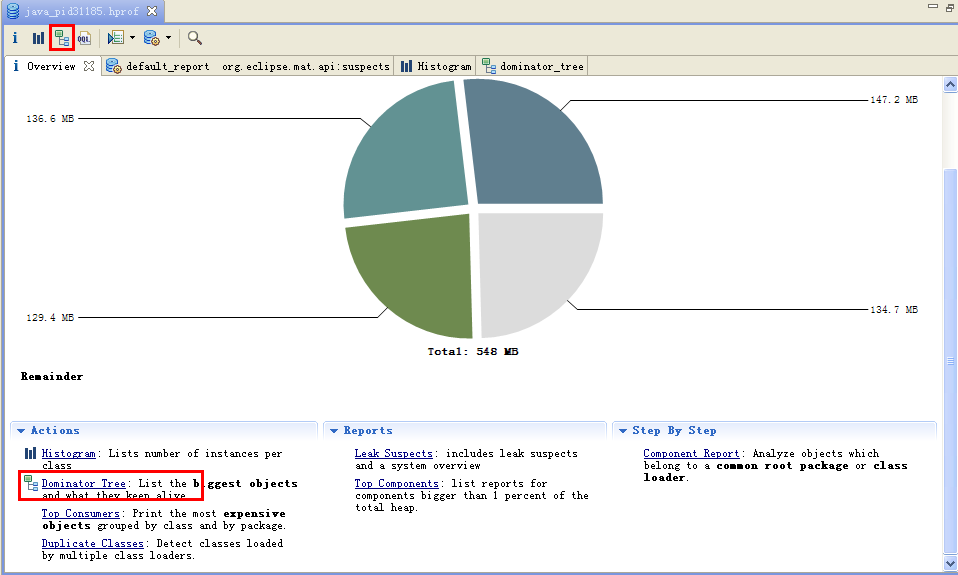 java_pid31185.hprof
i OQL
i Overview default_report org.eclipse.mat.api:suspects Histogram dominator_tree
136.6 MB
147.2 MB
129.4 MB
134.7 MB
Total: 548 MB
Remainder
Actions
Histogram: Lists number of instances per
class
Dominator Tree: List the biggest objects
and what they keep alive.
Top Consumers: Print the most expensive
objects grouped by class and by package.
Duplicate Classes: Detect classes loaded
by multiple class loaders.
Reports
Leak Suspects: includes leak suspects
and a system overview
Top Components: list reports for
components bigger than 1 percent of the
total heap.
Step By Step
Component Report: Analyze objects which
belong to a common root package or class
loader.